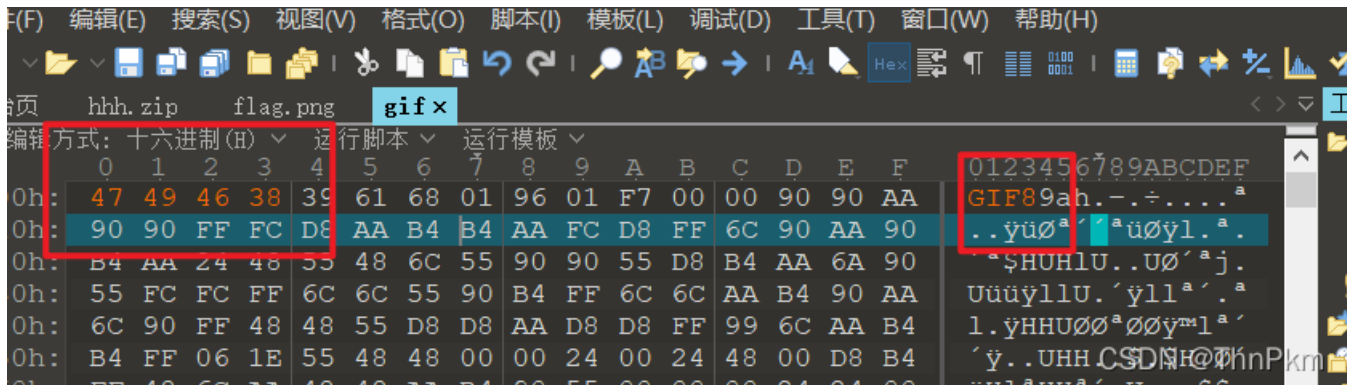 件(F) 编辑(E) 搜索(S) 视图(V) 格式(O) 脚本(I) 模板(L) 调试(D) 工具(T) 窗口(W) 帮助(H)
Hex
hhh.zip flag.png gif ×
编辑方式: 十六进制(H) 运行脚本 运行模板
0 1 2 3 4 5 6 7 8 9 A B C D E F 0123456789ABCDEF
0h: 47 49 46 38 39 61 68 01 96 01 F7 00 00 90 90 AA GIF89ah.–.÷....ª
0h: 90 90 FF FC D8 AA B4 B4 AA FC D8 FF 6C 90 AA 90 ..ÿüØª´´ªüØÿl.ª.
0h: B4 AA 24 48 55 48 6C 55 90 90 55 D8 B4 AA 6A 90 ´ª$HUHlU..UØ´ªj.
0h: 55 FC FC FF 6C 6C 55 90 B4 FF 6C 6C AA B4 90 AA UüüÿllU.´ÿllª´.ª
0h: 6C 90 FF 48 48 55 D8 D8 AA D8 D8 FF 99 6C AA B4 l.ÿHHUØØªØØÿ™lª´
0h: B4 FF 06 1E 55 48 48 00 00 24 00 24 48 00 D8 B4 ´ÿ..UHH
CSDN @ThnPkm